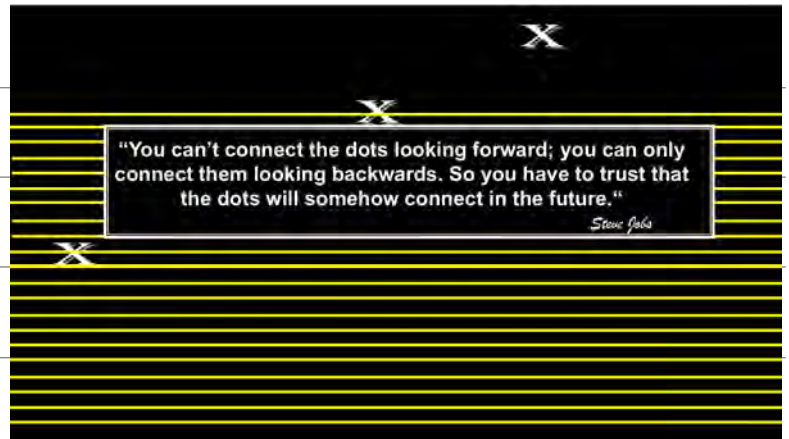 X
X
“You can’t connect the dots looking forward; you can only
connect them looking backwards. So you have to trust that
the dots will somehow connect in the future.“
Steve Jobs
X